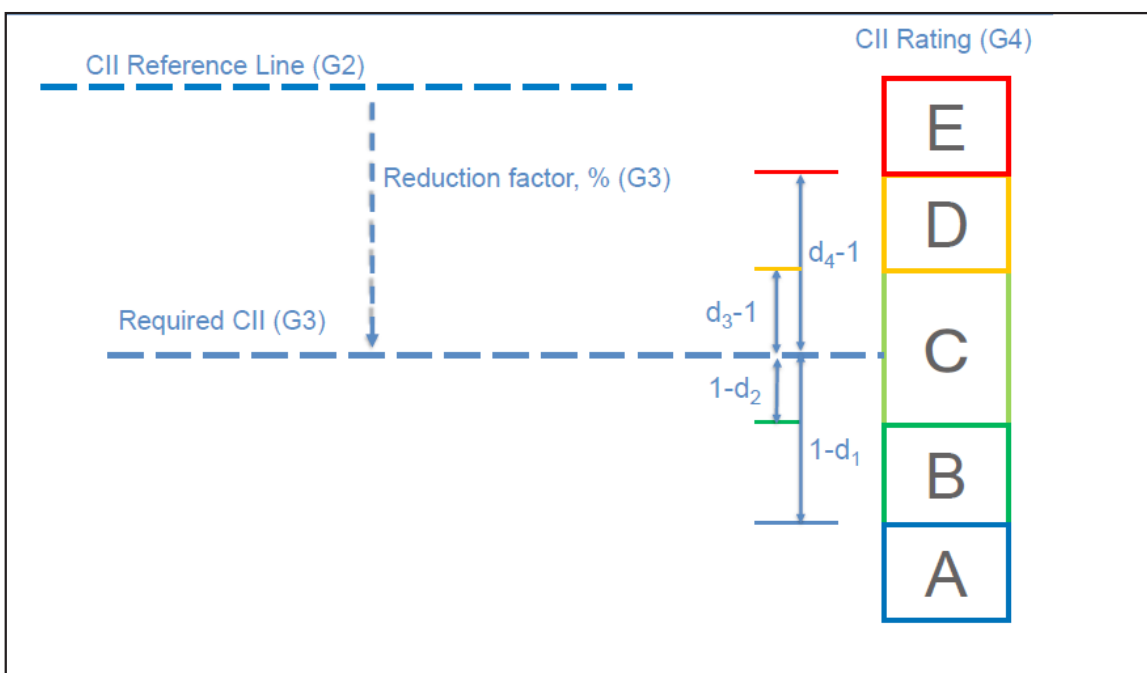 CII Rating (G4)
CII Reference Line (G2)
E
Reduction factor, % (G3)
D
d₄-1
d₃-1
Required CII (G3)
C
1-d₂
1-d₁
B
A